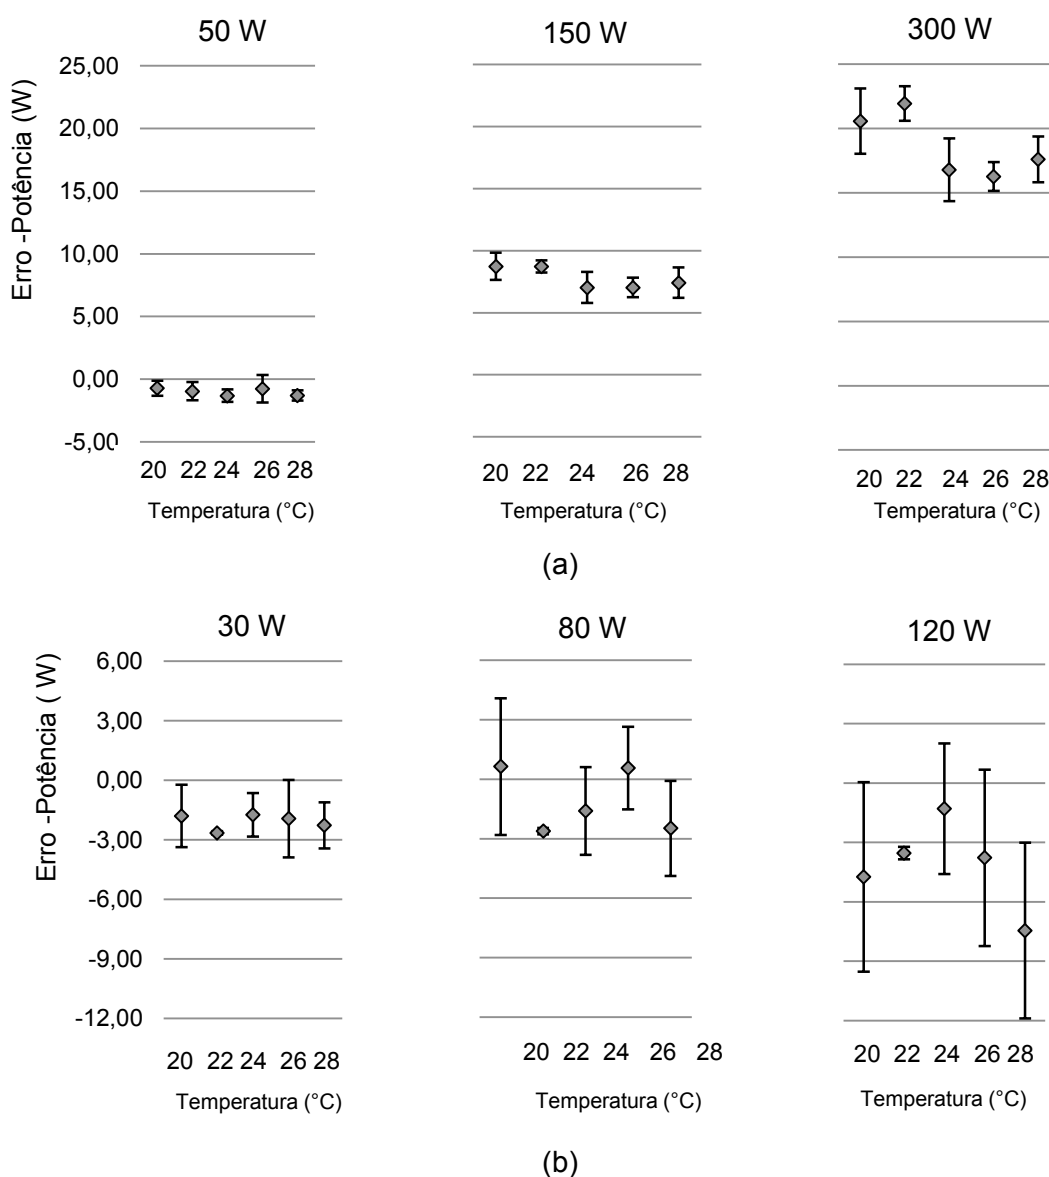 50 W 150 W 300 W
Erro -Potência (W)
25,00
20,00
15,00
10,00
5,00
0,00
-5,00
20 22 24 26 28
20 22 24 26 28
20 22 24 26 28
Temperatura (°C) Temperatura (°C) Temperatura (°C)
(a)
30 W 80 W 120 W
Erro -Potência ( W)
6,00
3,00
0,00
-3,00
-6,00
-9,00
-12,00
20 22 24 26 28
20 22 24 26 28
20 22 24 26 28
Temperatura (°C) Temperatura (°C) Temperatura (°C)
(b)